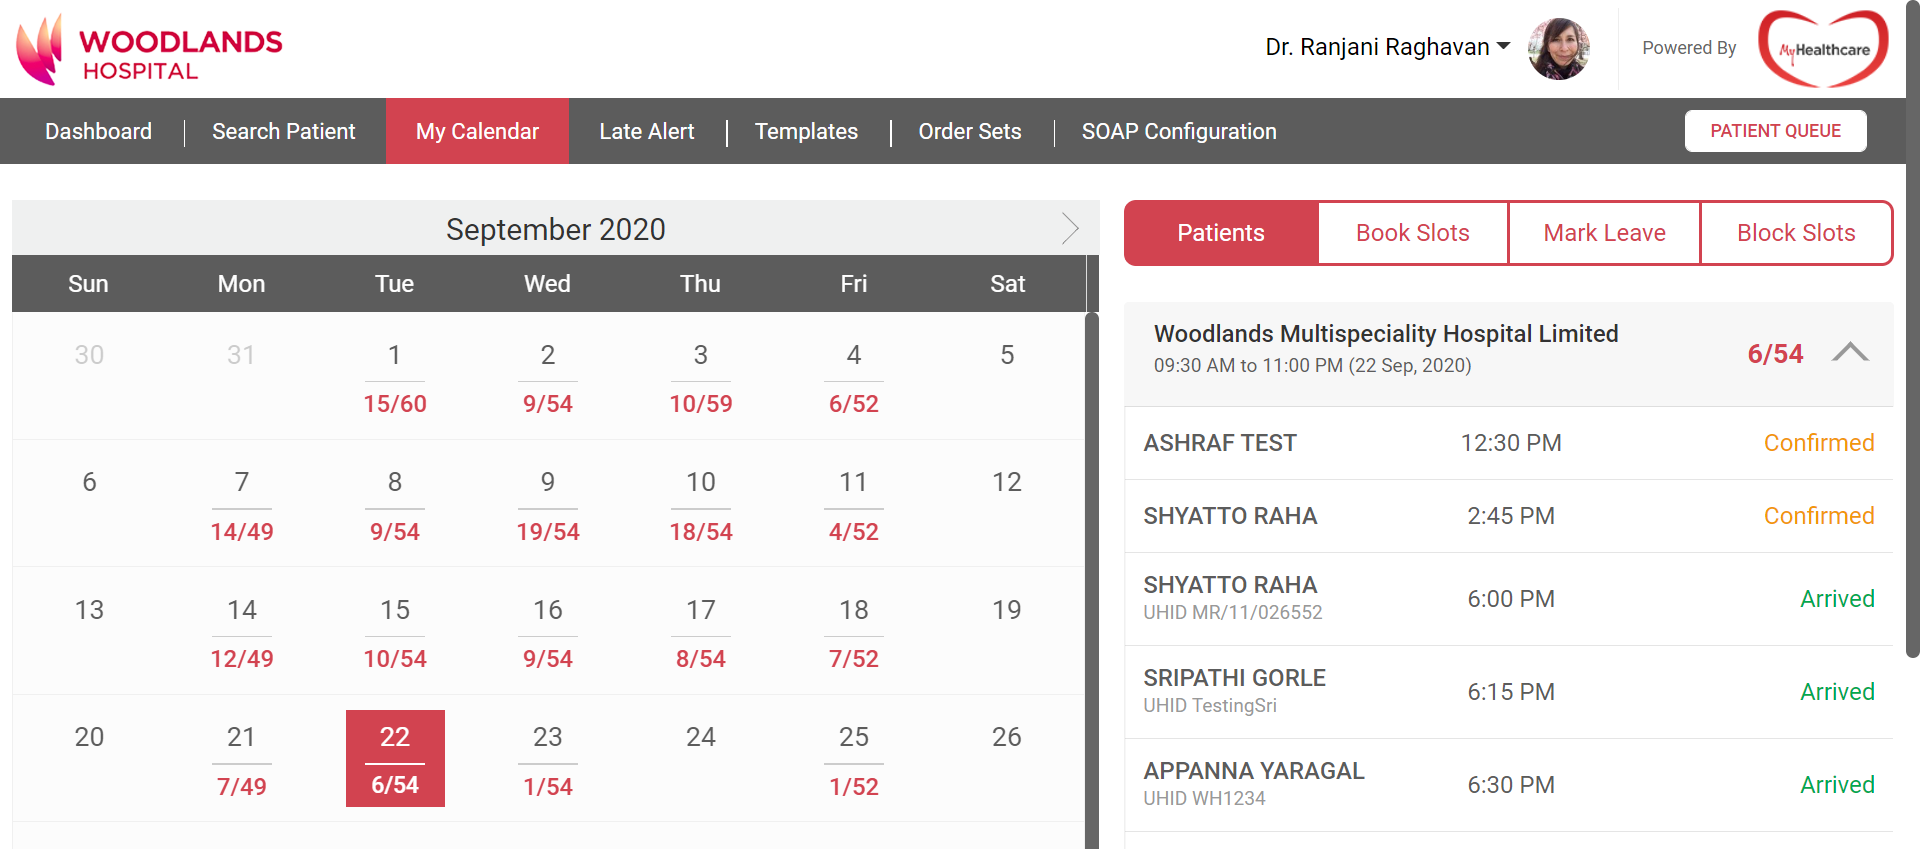 WOODLANDS
HOSPITAL
Dr. Ranjani Raghavan
Powered By
MyHealthcare
Dashboard
Search Patient
My Calendar
Late Alert
Templates
Order Sets
SOAP Configuration
PATIENT QUEUE
September 2020
Sun Mon Tue Wed Thu Fri Sat
30 31 1 2 3 4 5
15/60 9/54 10/59 6/52
6 7 8 9 10 11 12
14/49 9/54 19/54 18/54 4/52
13 14 15 16 17 18 19
12/49 10/54 9/54 8/54 7/52
20 21 22 23 24 25 26
7/49 6/54 1/54 1/52
Patients
Book Slots
Mark Leave
Block Slots
Woodlands Multispeciality Hospital Limited
09:30 AM to 11:00 PM (22 Sep, 2020)
6/54
ASHRAF TEST 12:30 PM Confirmed
SHYATTO RAHA 2:45 PM Confirmed
SHYATTO RAHA 6:00 PM Arrived
UHID MR/11/026552
SRIPATHI GORLE 6:15 PM Arrived
UHID TestingSri
APPANNA YARAGAL 6:30 PM Arrived
UHID WH1234